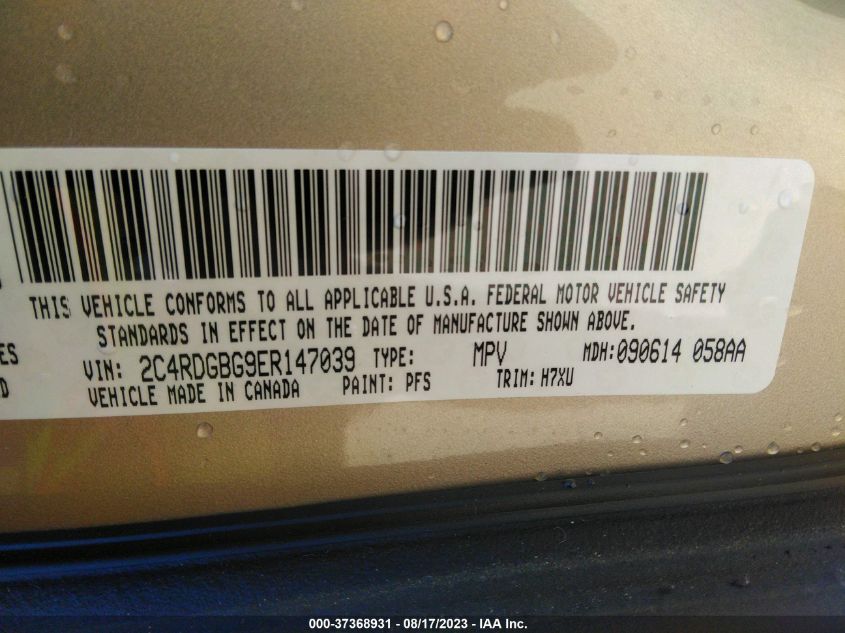 THIS VEHICLE CONFORMS TO ALL APPLICABLE U.S.A. FEDERAL MOTOR VEHICLE SAFETY
STANDARDS IN EFFECT ON THE DATE OF MANUFACTURE SHOWN ABOVE.
ES VIN: 2C4RDGBG9ER147039 TYPE: MPV MDH:090614 058AA
D VEHICLE MADE IN CANADA PAINT: PFS TRIM: H7XU
000-37368931 - 08/17/2023 - IAA Inc.